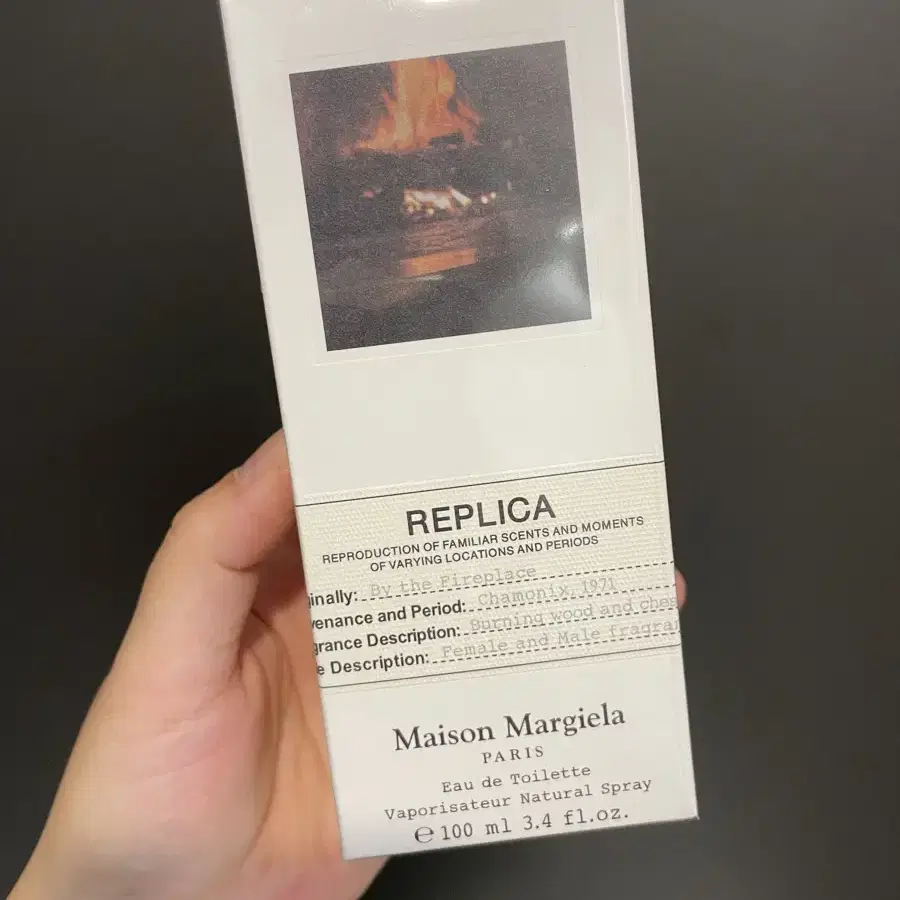 REPLICA
REPRODUCTION OF FAMILIAR SCENTS AND MOMENTS
OF VARYING LOCATIONS AND PERIODS
inally: By the Fireplace
venance and Period: Chamonix, 1971
grance Description: Burning wood and ches
e Description: Female and Male fragran
Maison Margiela
PARIS
Eau de Toilette
Vaporisateur Natural Spray
℮ 100 ml 3.4 fl.oz.